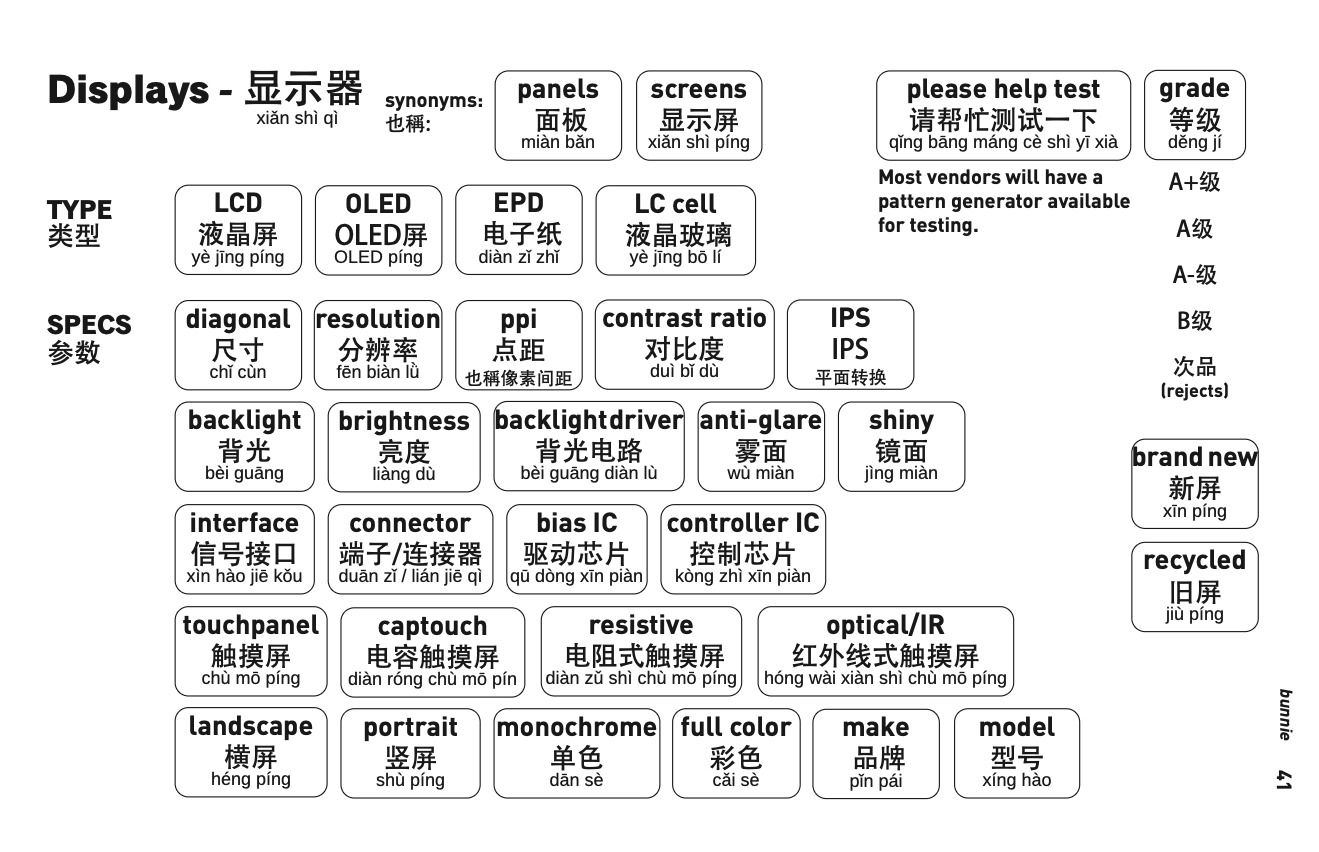 Displays - 显示器
xiǎn shì qì
synonyms:
也稱:
panels
面板
miàn bǎn
screens
显示屏
xiǎn shì píng
please help test
请帮忙测试一下
qǐng bāng máng cè shì yī xià
Most vendors will have a
pattern generator available
for testing.
grade
等级
děng jí
A+级
A级
A-级
B级
次品
(rejects)
TYPE
类型
LCD
液晶屏
yè jīng píng
OLED
OLED屏
OLED píng
EPD
电子纸
diàn zǐ zhǐ
LC cell
液晶玻璃
yè jīng bō lí
SPECS
参数
diagonal
尺寸
chǐ cùn
resolution
分辨率
fēn biàn lǜ
ppi
点距
也稱像素间距
contrast ratio
对比度
duì bǐ dù
IPS
IPS
平面转换
backlight
背光
bèi guāng
brightness
亮度
liàng dù
backlight driver
背光电路
bèi guāng diàn lù
anti-glare
雾面
wù miàn
shiny
镜面
jìng miàn
brand new
新屏
xīn píng
interface
信号接口
xìn hào jiē kǒu
connector
端子/连接器
duān zǐ / lián jiē qì
bias IC
驱动芯片
qū dòng xīn piàn
controller IC
控制芯片
kòng zhì xīn piàn
recycled
旧屏
jiù píng
touchpanel
触摸屏
chù mō píng
captouch
电容触摸屏
diàn róng chù mō pín
resistive
电阻式触摸屏
diàn zǔ shì chù mō píng
optical/IR
红外线式触摸屏
hóng wài xiàn shì chù mō píng
landscape
横屏
héng píng
portrait
竖屏
shù píng
monochrome
单色
dān sè
full color
彩色
cǎi sè
make
品牌
pǐn pái
model
型号
xíng hào
bunnie 41